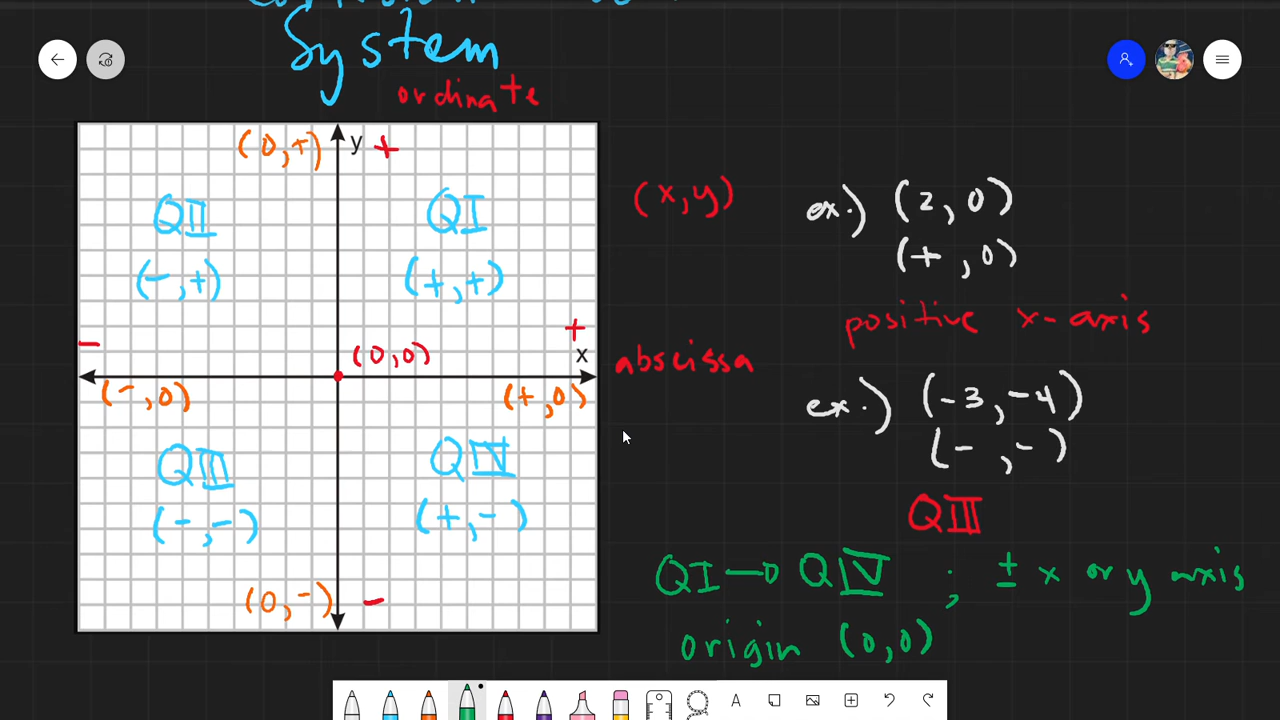 System
ordinate
(0,+) y +
QII
(-,+)
QI
(+,+)
-
(0,0)
+
x
abscissa
(-,0)
(+,0)
QIII
(-,-)
QIV
(+,-)
(0,-) -
(x,y)
ex.) (2,0)
(+,0)
positive x-axis
ex.) (-3,-4)
(-,-)
QIII
QI → QIV ; ± x or y axis
origin (0,0)
A